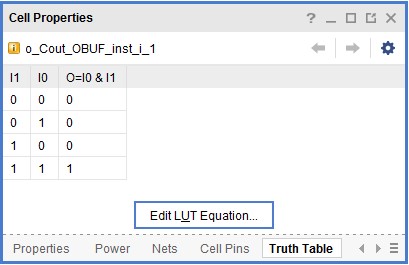 Cell Properties ?
o_Cout_OBUF_inst_i_1
I1 I0 O=I0 & I1
0 0 0
0 1 0
1 0 0
1 1 1
Edit LUT Equation...
Properties Power Nets Cell Pins Truth Table